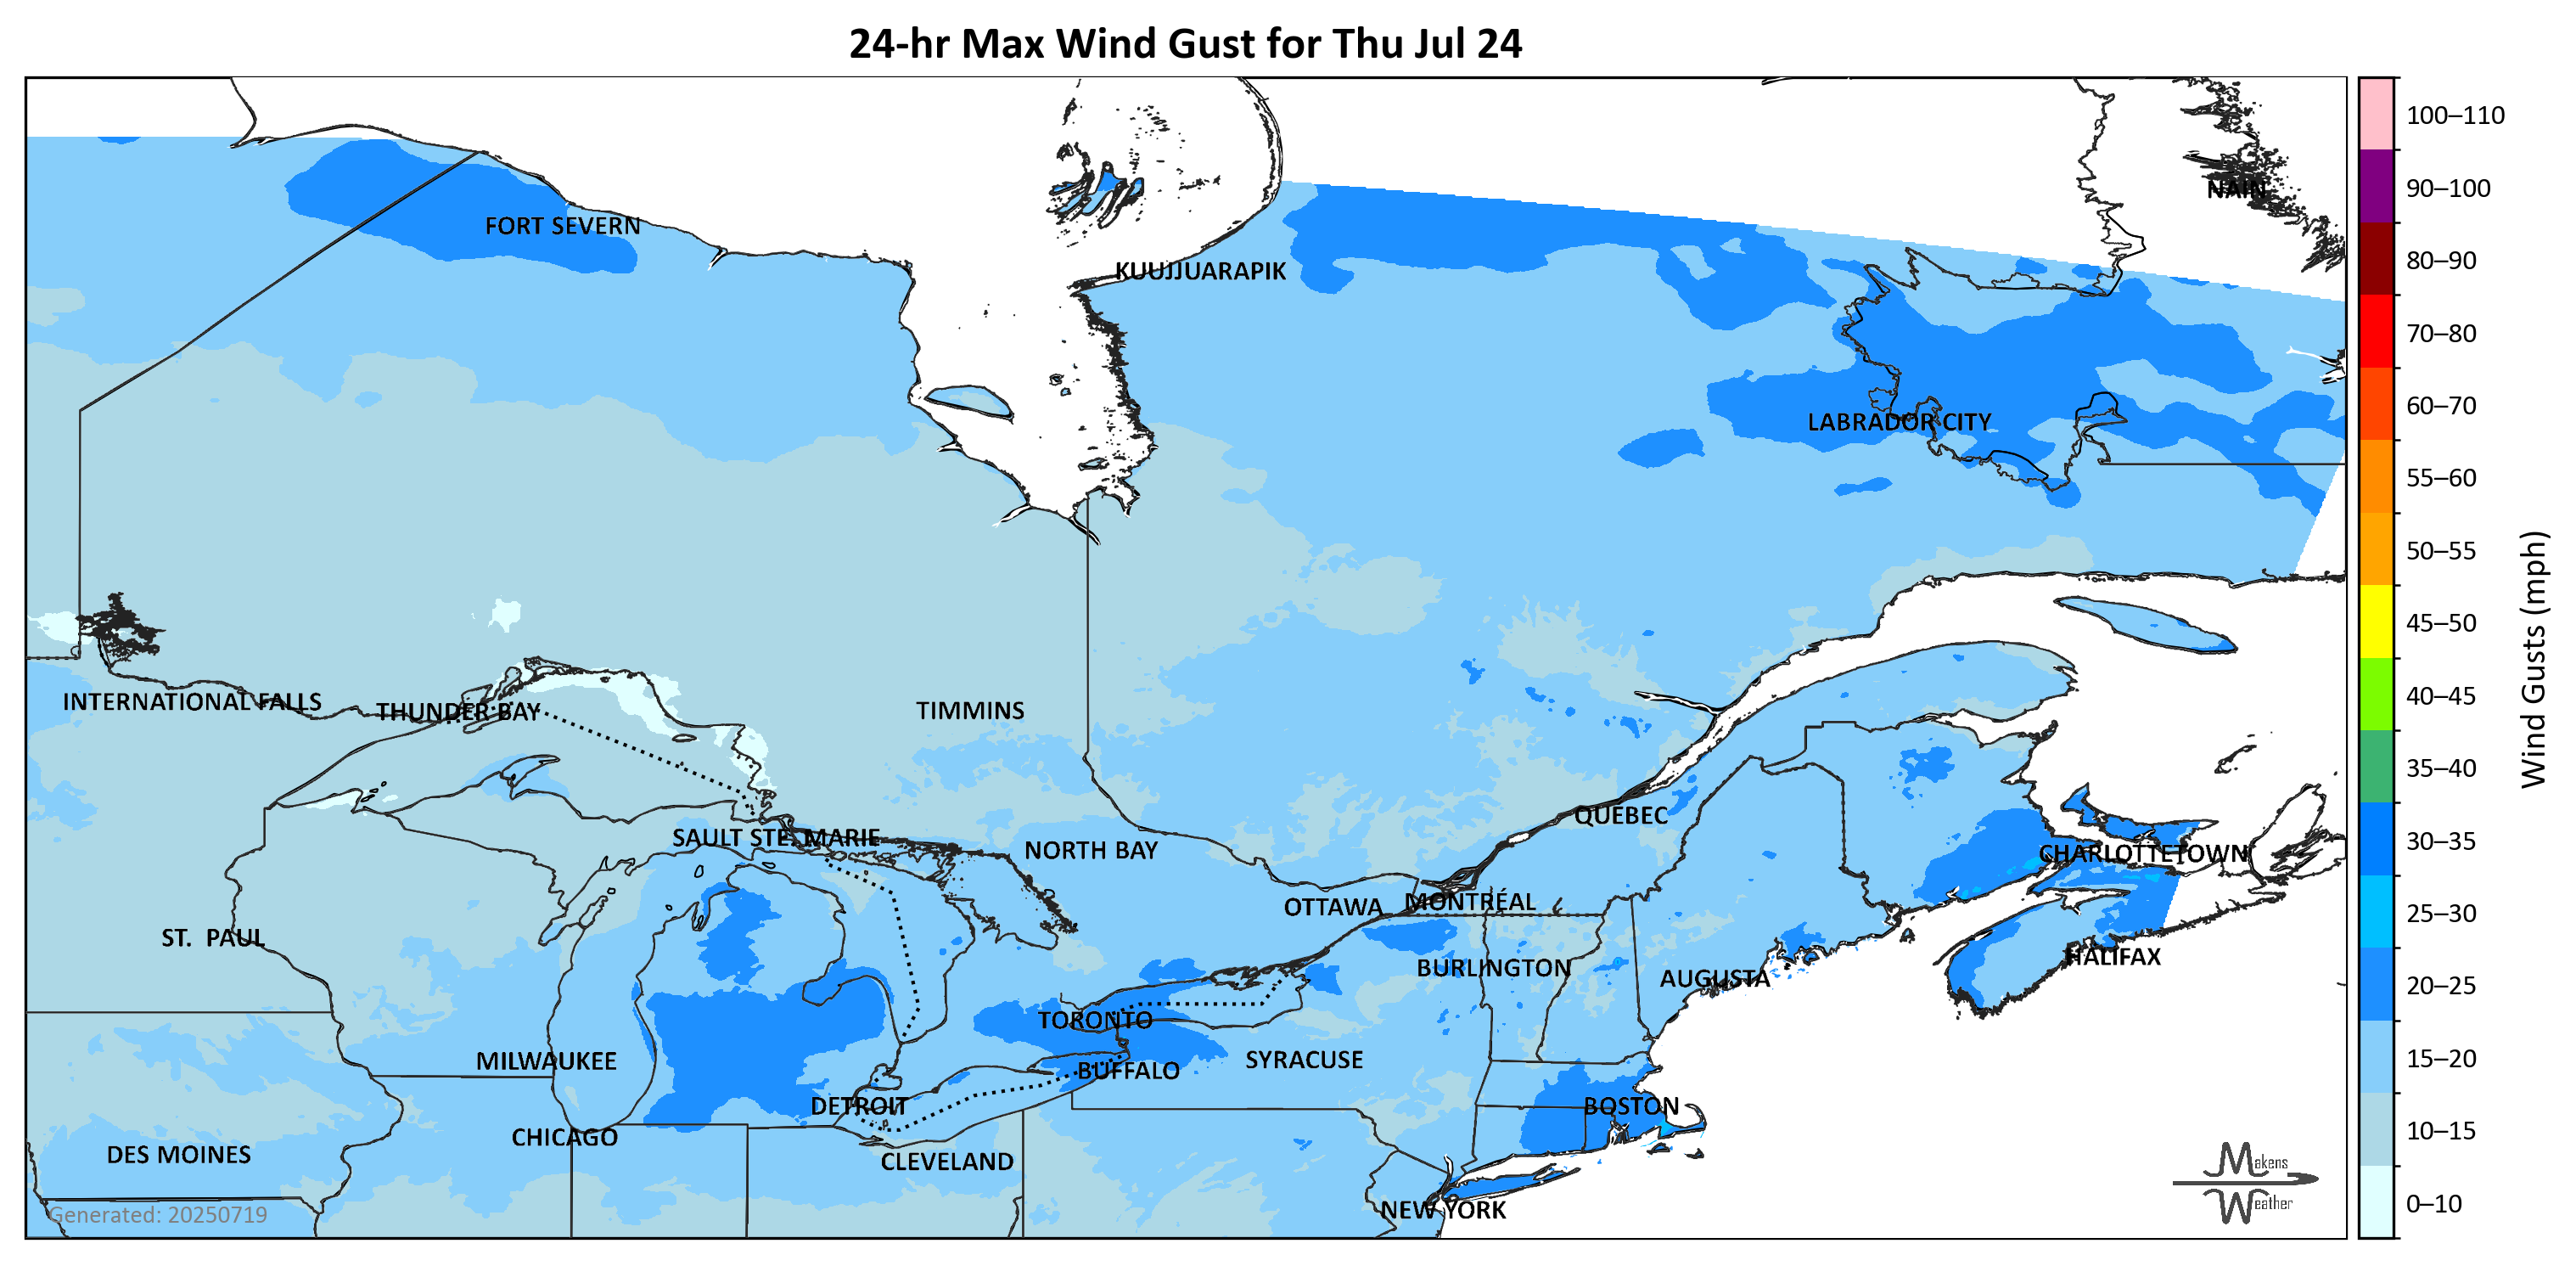 24-hr Max Wind Gust for Thu Jul 24
100–110
90–100
80–90
70–80
60–70
55–60
50–55
45–50
40–45
35–40
30–35
25–30
20–25
15–20
10–15
0–10
Wind Gusts (mph)
NAIN
FORT SEVERN
KUUJJUARAPIK
LABRADOR CITY
INTERNATIONAL FALLS
THUNDER BAY
TIMMINS
QUÉBEC
SAULT STE. MARIE
NORTH BAY
CHARLOTTETOWN
OTTAWA
MONTRÉAL
ST. PAUL
HALIFAX
BURLINGTON
AUGUSTA
TORONTO
MILWAUKEE
SYRACUSE
BUFFALO
DETROIT
BOSTON
CHICAGO
DES MOINES
CLEVELAND
NEW YORK
Generated: 20250719
Makens
Weather